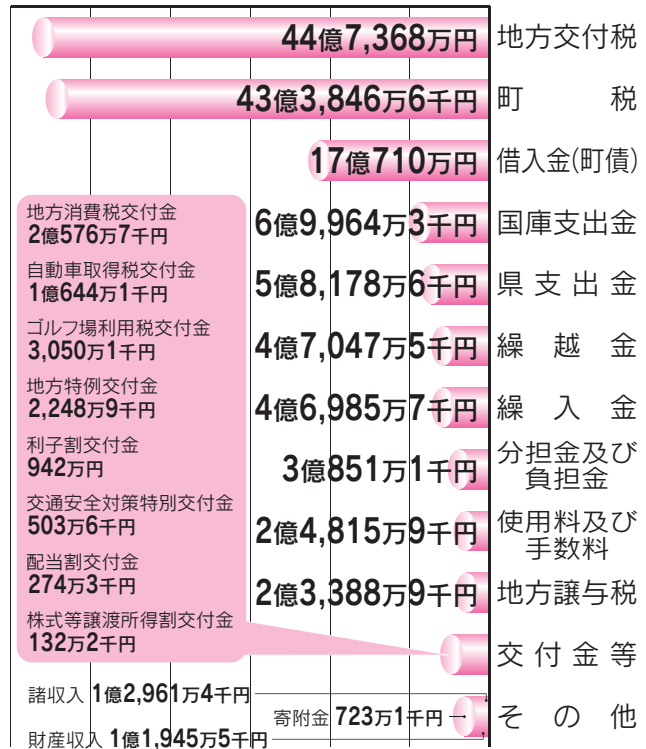 44億7,368万円 地方交付税
43億3,846万6千円 町税
17億710万円 借入金(町債)
6億9,964万3千円 国庫支出金
5億8,178万6千円 県支出金
4億7,047万5千円 繰越金
4億6,985万7千円 繰入金
3億851万1千円 分担金及び
負担金
2億4,815万9千円 使用料及び
手数料
2億3,388万9千円 地方譲与税
交付金等
地方消費税交付金
2億576万7千円
自動車取得税交付金
1億644万1千円
ゴルフ場利用税交付金
3,050万1千円
地方特例交付金
2,248万9千円
利子割交付金
942万円
交通安全対策特別交付金
503万6千円
配当割交付金
274万3千円
株式等譲渡所得割交付金
132万2千円
その他
諸収入 1億2,961万4千円
寄附金 723万1千円
財産収入 1億1,945万5千円